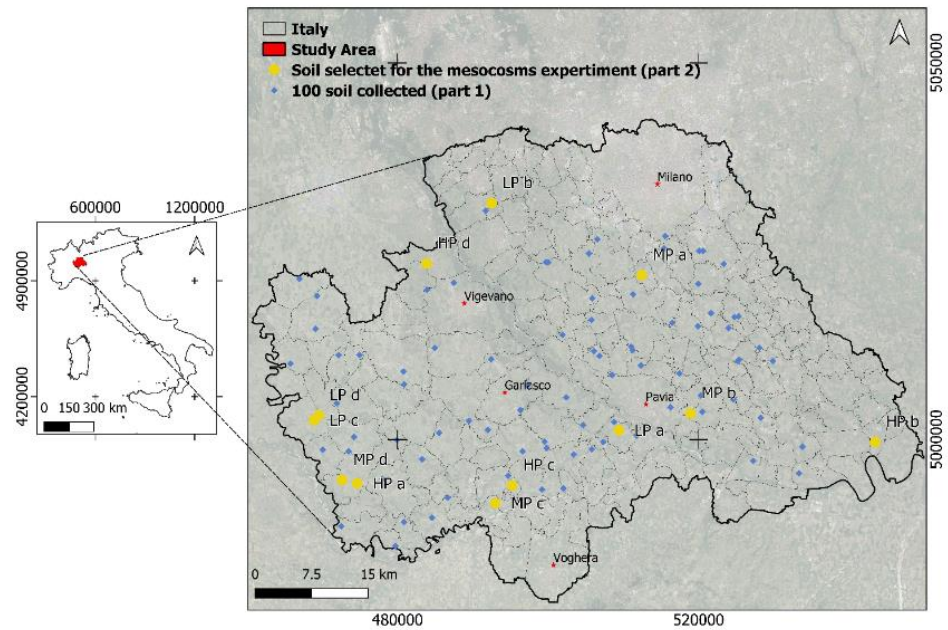 Italy
Study Area
Soil selectet for the mesocosms expertiment (part 2)
100 soil collected (part 1)
5050000
Milano
LP b
600000 1200000
HP d
MP a
4900000
Vigevano
Garlasco
LP d
MP b
Pavia
4200000
0 150 300 km
LP c
LP a
HP b
5000000
MP d
HP c
HP a
MP c
Voghera
0 7.5 15 km
480000 520000